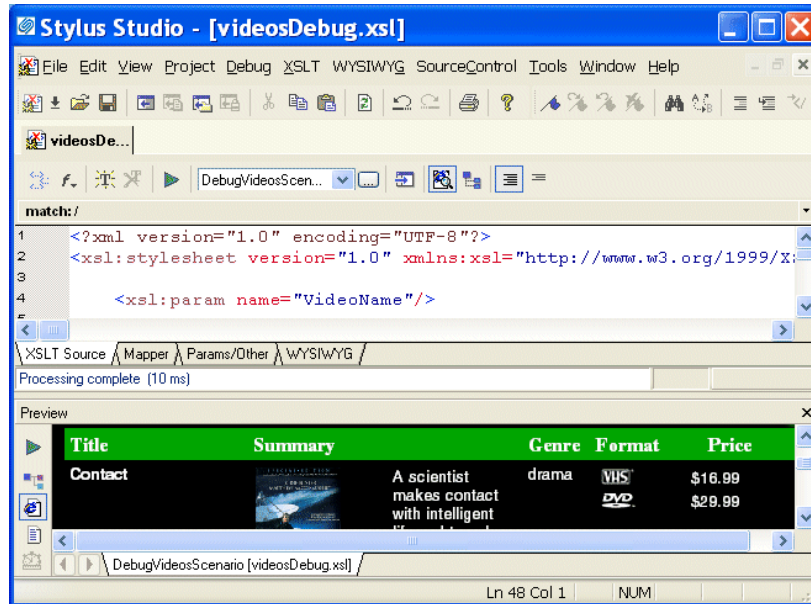 Stylus Studio - [videosDebug.xsl]
File Edit View Project Debug XSLT WYSIWYG SourceControl Tools Window Help
videosDe...
DebugVideosScen...
match:/
1 <?xml version="1.0" encoding="UTF-8"?>
2 <xsl:stylesheet version="1.0" xmlns:xsl="http://www.w3.org/1999/X
3
4 <xsl:param name="VideoName"/>
XSLT Source Mapper Params/Other WYSIWYG
Processing complete (10 ms)
Preview
Title Summary Genre Format Price
Contact A scientist drama VHS $16.99
makes contact DVD $29.99
with intelligent
DebugVideosScenario [videosDebug.xsl]
Ln 48 Col 1 NUM